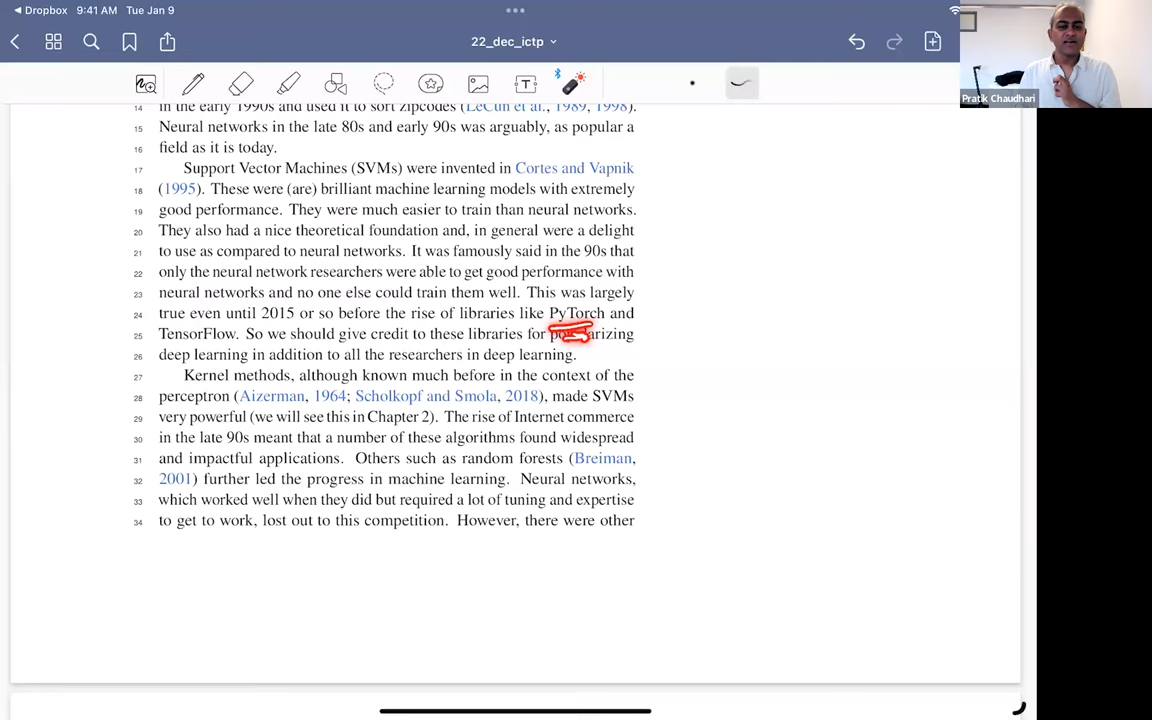 Dropbox 9:41 AM Tue Jan 9
22_dec_ictp
Pratik Chaudhari
14 in the early 1990s and used it to sort zipcodes (LeCun et al., 1989, 1998).
15 Neural networks in the late 80s and early 90s was arguably, as popular a
16 field as it is today.
17 Support Vector Machines (SVMs) were invented in Cortes and Vapnik
18 (1995). These were (are) brilliant machine learning models with extremely
19 good performance. They were much easier to train than neural networks.
20 They also had a nice theoretical foundation and, in general were a delight
21 to use as compared to neural networks. It was famously said in the 90s that
22 only the neural network researchers were able to get good performance with
23 neural networks and no one else could train them well. This was largely
24 true even until 2015 or so before the rise of libraries like PyTorch and
25 TensorFlow. So we should give credit to these libraries for popularizing
26 deep learning in addition to all the researchers in deep learning.
27 Kernel methods, although known much before in the context of the
28 perceptron (Aizerman, 1964; Scholkopf and Smola, 2018), made SVMs
29 very powerful (we will see this in Chapter 2). The rise of Internet commerce
30 in the late 90s meant that a number of these algorithms found widespread
31 and impactful applications. Others such as random forests (Breiman,
32 2001) further led the progress in machine learning. Neural networks,
33 which worked well when they did but required a lot of tuning and expertise
34 to get to work, lost out to this competition. However, there were other